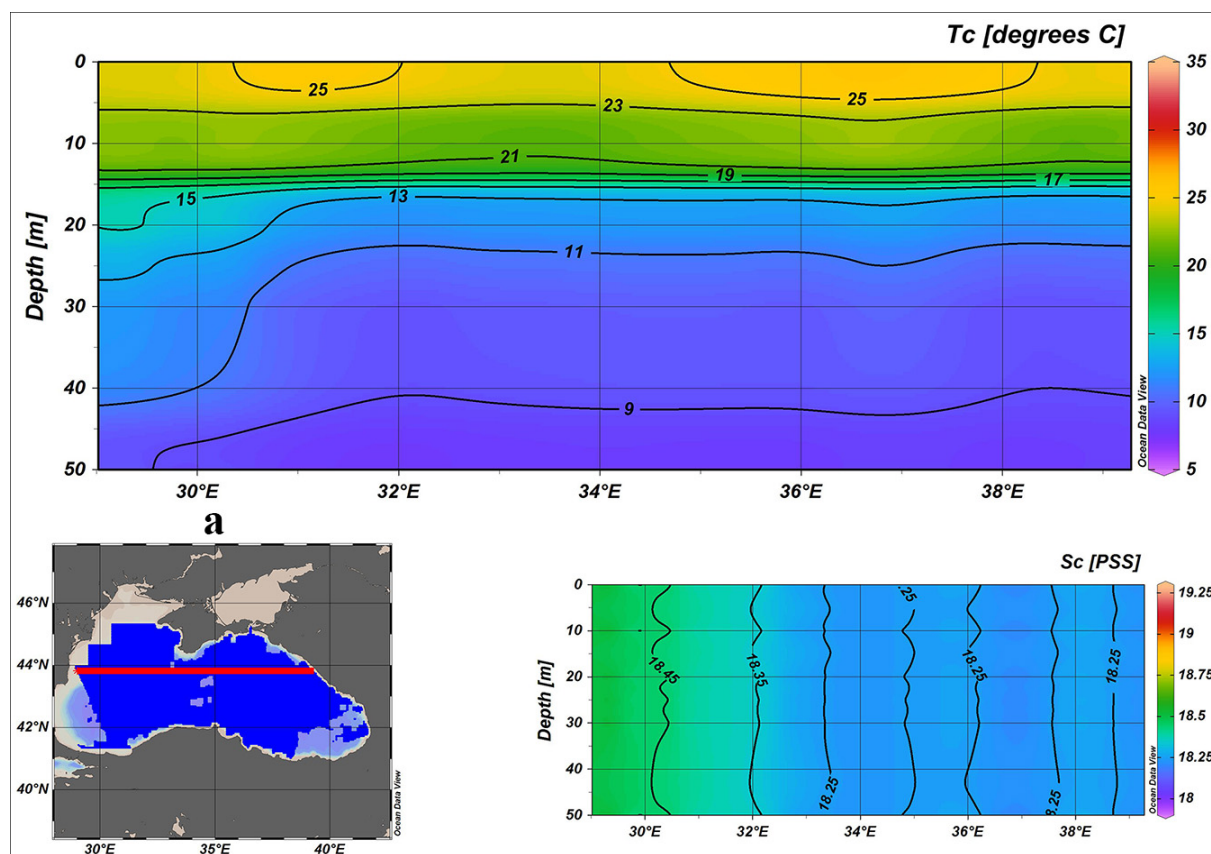 Tc [degrees C]
0
10
20
30
40
50
Depth [m]
25
25
23
21
19
17
15
13
11
9
30°E
32°E
34°E
36°E
38°E
35
30
25
20
15
10
5
Ocean Data View
a
46°N
44°N
42°N
40°N
30°E
35°E
40°E
Ocean Data View
Sc [PSS]
0
10
20
30
40
50
Depth [m]
18.45
18.35
18.25
18.25
18.25
18.25
18.25
30°E
32°E
34°E
36°E
38°E
19.25
19
18.75
18.5
18.25
18
Ocean Data View